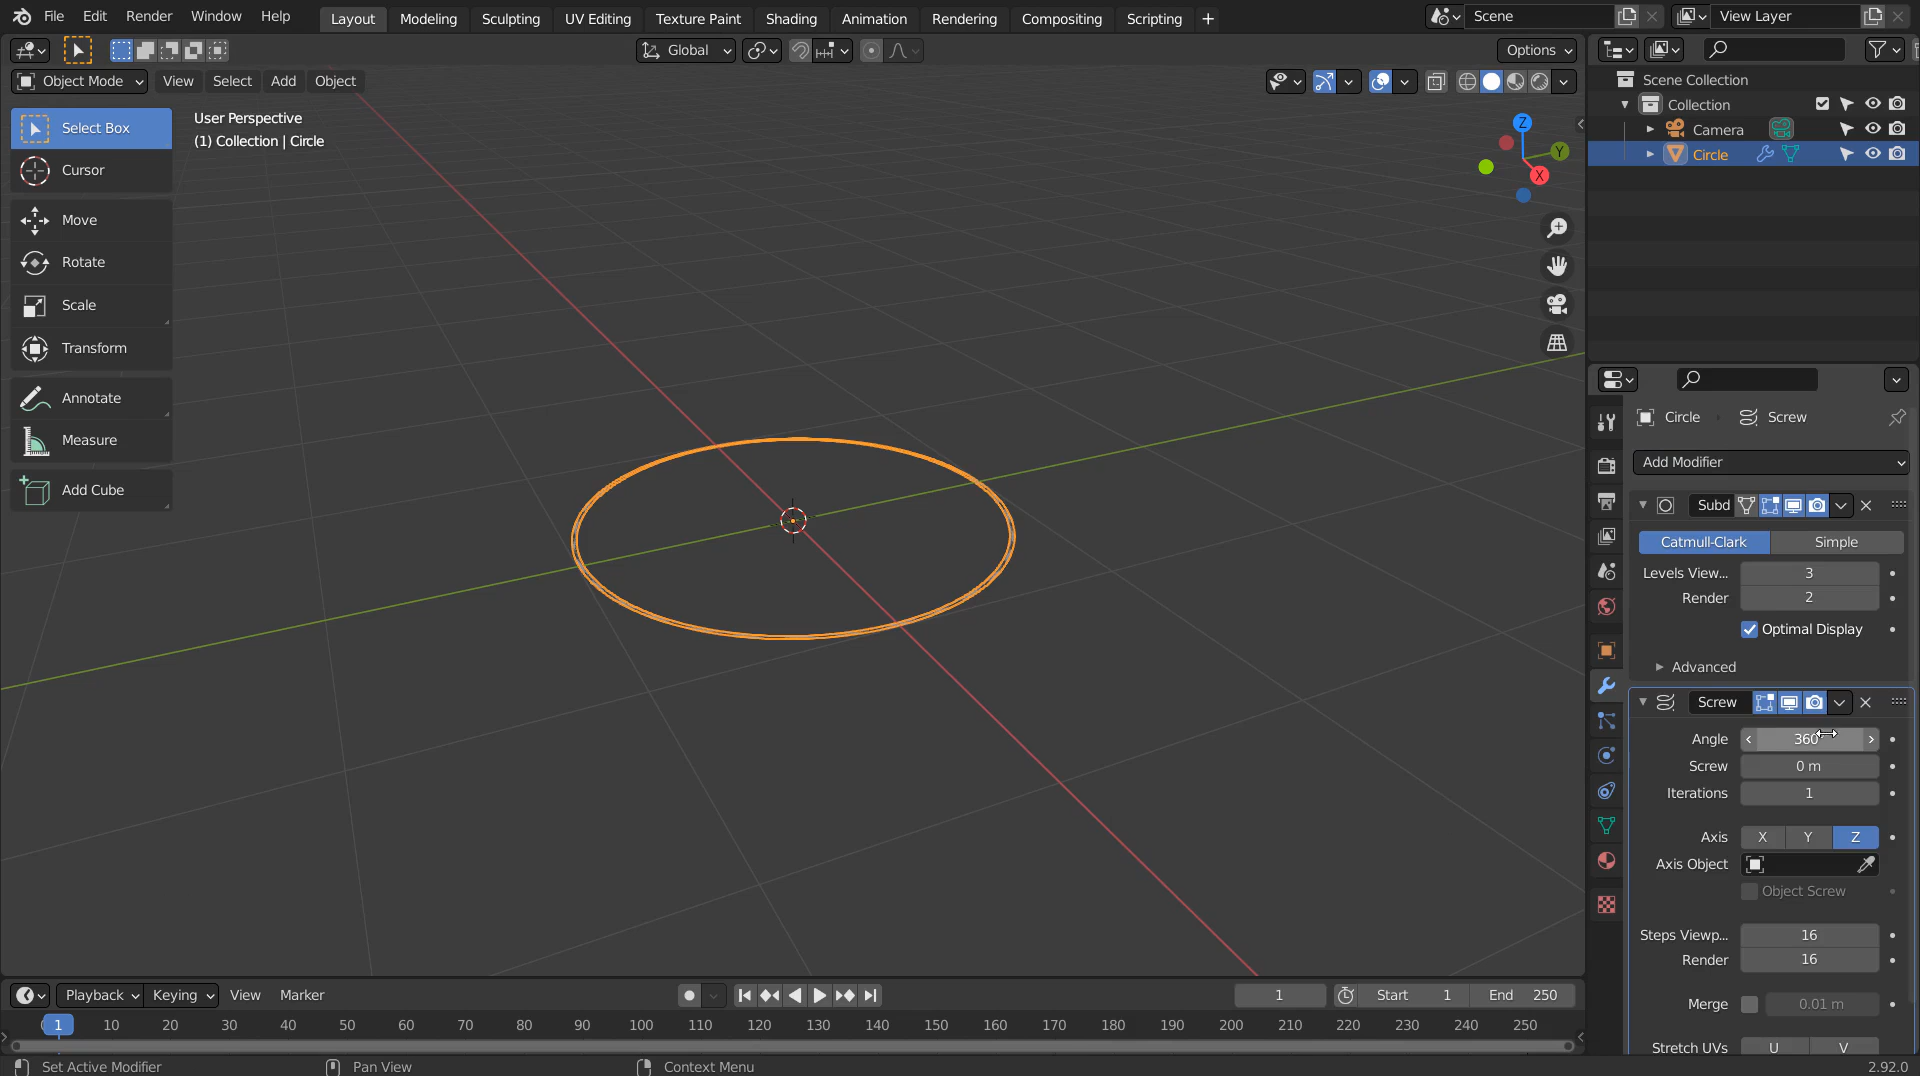 File Edit Render Window Help Layout Modeling Sculpting UV Editing Texture Paint Shading Animation Rendering Compositing Scripting + Scene View Layer
Global Options
Object Mode View Select Add Object
Scene Collection
Collection
Camera
Circle
Select Box
Cursor
Move
Rotate
Scale
Transform
Annotate
Measure
Add Cube
User Perspective
(1) Collection | Circle
Z
Y
X
Circle Screw
Add Modifier
Subd
Catmull-Clark Simple
Levels View... 3
Render 2
Optimal Display
Advanced
Screw
Angle 360°
Screw 0 m
Iterations 1
Axis X Y Z
Axis Object
Object Screw
Steps Viewp... 16
Render 16
Merge 0.01 m
Stretch UVs U V
Playback Keying View Marker 1 Start 1 End 250
1 10 20 30 40 50 60 70 80 90 100 110 120 130 140 150 160 170 180 190 200 210 220 230 240 250
Set Active Modifier Pan View Context Menu 2.92.0